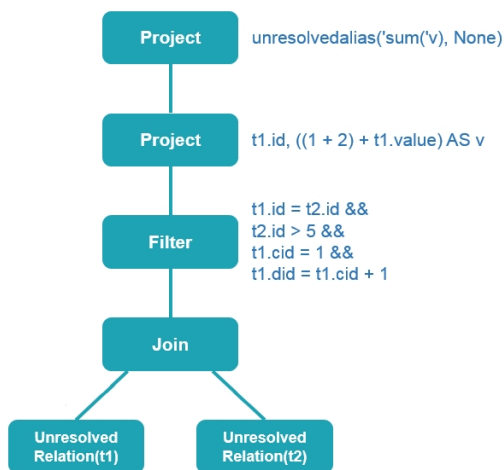 Project
unresolvedalias('sum('v), None)
Project
t1.id, ((1 + 2) + t1.value) AS v
Filter
t1.id = t2.id &&
t2.id > 5 &&
t1.cid = 1 &&
t1.did = t1.cid + 1
Join
Unresolved
Relation(t1)
Unresolved
Relation(t2)